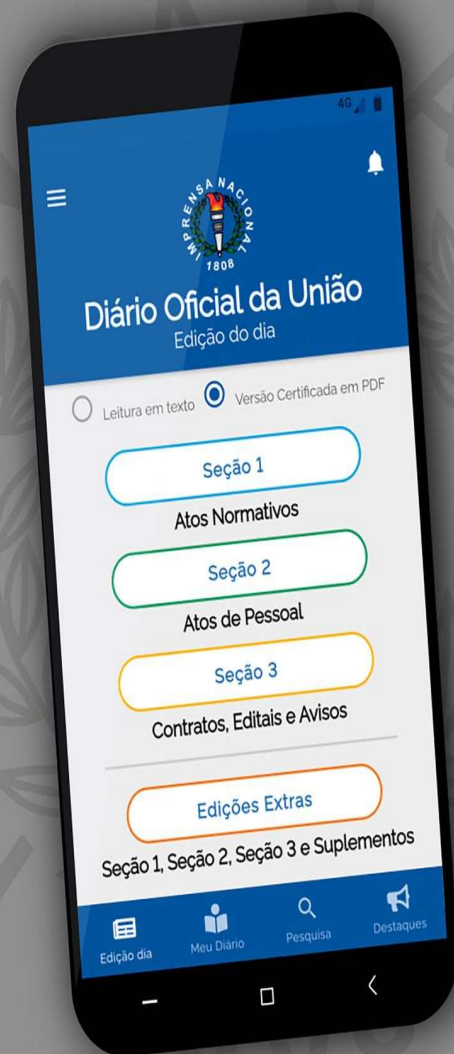 4G
IMPRENSA NACIONAL
1808
Diário Oficial da União
Edição do dia
Leitura em texto Versão Certificada em PDF
Seção 1
Atos Normativos
Seção 2
Atos de Pessoal
Seção 3
Contratos, Editais e Avisos
Edições Extras
Seção 1, Seção 2, Seção 3 e Suplementos
Edição dia Meu Diário Pesquisa Destaques